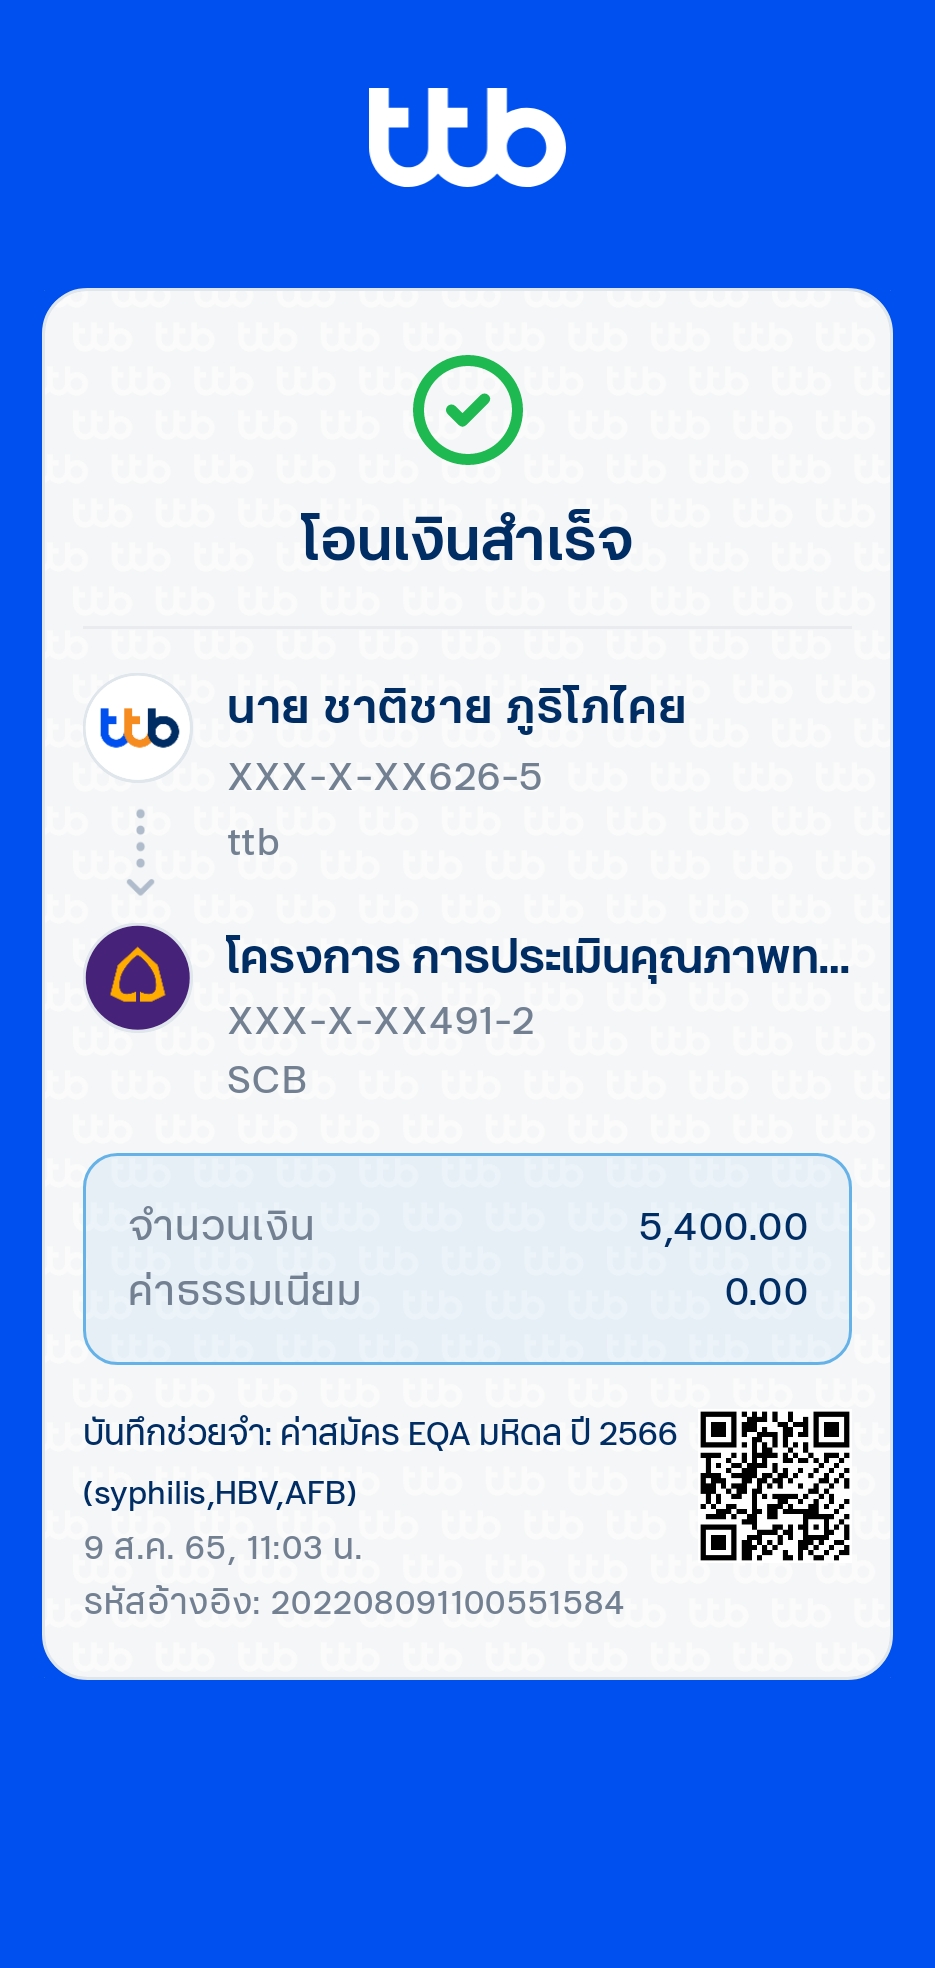 ttb
โอนเงินสำเร็จ
ttb
นาย ชาติชาย ภูริโภไคย
XXX-X-XX626-5
ttb
โครงการ การประเมินคุณภาพท...
XXX-X-XX491-2
SCB
จำนวนเงิน 5,400.00
ค่าธรรมเนียม 0.00
บันทึกช่วยจำ: ค่าสมัคร EQA มหิดล ปี 2566
(syphilis,HBV,AFB)
9 ส.ค. 65, 11:03 น.
รหัสอ้างอิง: 202208091100551584